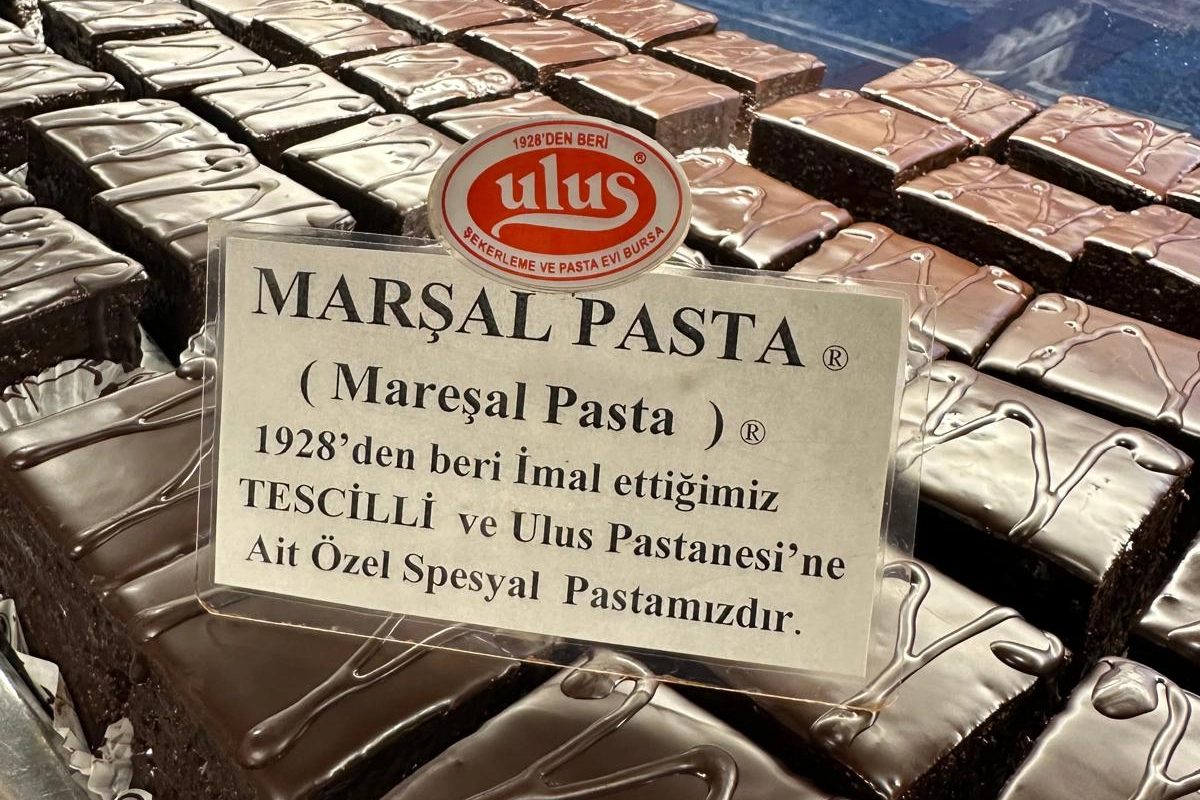 1928'DEN BERİ
ulus ®
ŞEKERLEME VE PASTA EVİ BURSA
MARŞAL PASTA ®
( Mareşal Pasta ) ®
1928'den beri İmal ettiğimiz
TESCİLLİ ve Ulus Pastanesi'ne
Ait Özel Spesyal Pastamızdır.